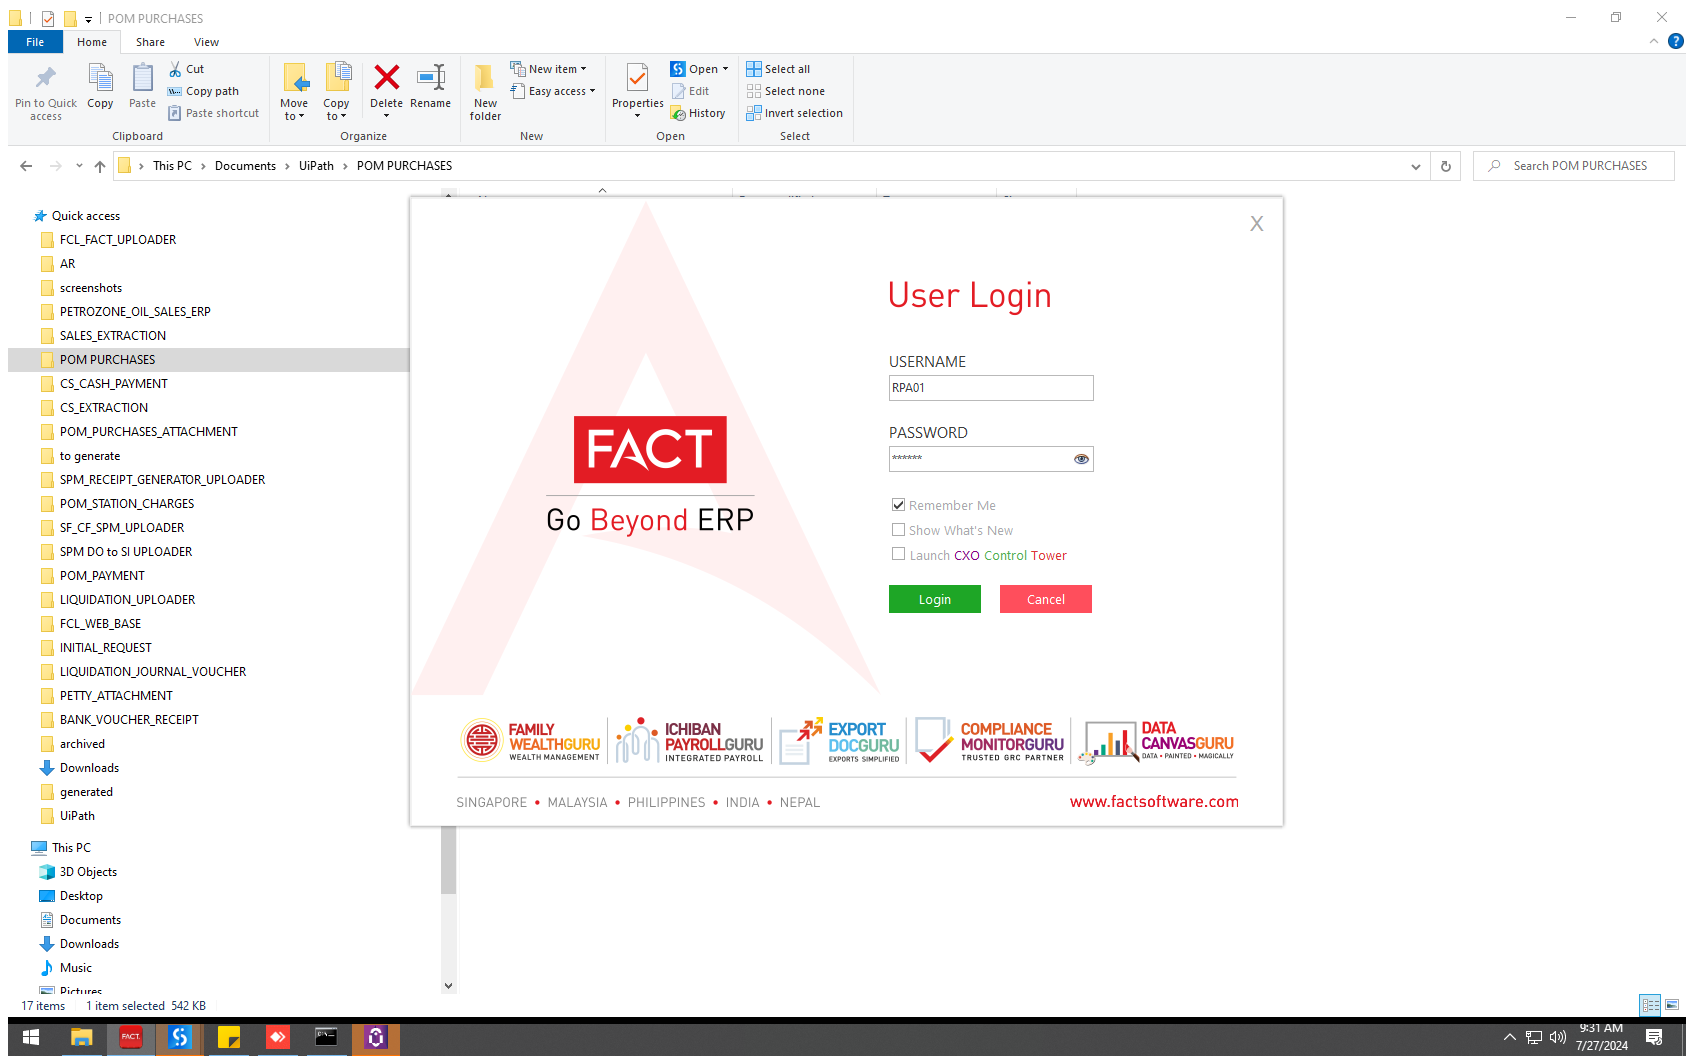 POM PURCHASES
File Home Share View
Pin to Quick access
Copy
Paste
Cut
Copy path
Paste shortcut
Clipboard
Move to
Copy to
Delete
Rename
Organize
New folder
New item
Easy access
New
Properties
Open
Edit
History
Open
Select all
Select none
Invert selection
Select
This PC > Documents > UiPath > POM PURCHASES
Search POM PURCHASES
Quick access
FCL_FACT_UPLOADER
AR
screenshots
PETROZONE_OIL_SALES_ERP
SALES_EXTRACTION
POM PURCHASES
CS_CASH_PAYMENT
CS_EXTRACTION
POM_PURCHASES_ATTACHMENT
to generate
SPM_RECEIPT_GENERATOR_UPLOADER
POM_STATION_CHARGES
SF_CF_SPM_UPLOADER
SPM DO to SI UPLOADER
POM_PAYMENT
LIQUIDATION_UPLOADER
FCL_WEB_BASE
INITIAL_REQUEST
LIQUIDATION_JOURNAL_VOUCHER
PETTY_ATTACHMENT
BANK_VOUCHER_RECEIPT
archived
Downloads
generated
UiPath
This PC
3D Objects
Desktop
Documents
Downloads
Music
Pictures
X
FACT
Go Beyond ERP
User Login
USERNAME
RPA01
PASSWORD
******
Remember Me
Show What's New
Launch CXO Control Tower
Login
Cancel
FAMILY WEALTHGURU
WEALTH MANAGEMENT
ICHIBAN PAYROLLGURU
INTEGRATED PAYROLL
EXPORT DOCGURU
EXPORTS SIMPLIFIED
COMPLIANCE MONITORGURU
TRUSTED GRC PARTNER
DATA CANVASGURU
DATA • PAINTED • MAGICALLY
SINGAPORE • MALAYSIA • PHILIPPINES • INDIA • NEPAL
www.factsoftware.com
17 items 1 item selected 542 KB
FACT
9:31 AM
7/27/2024